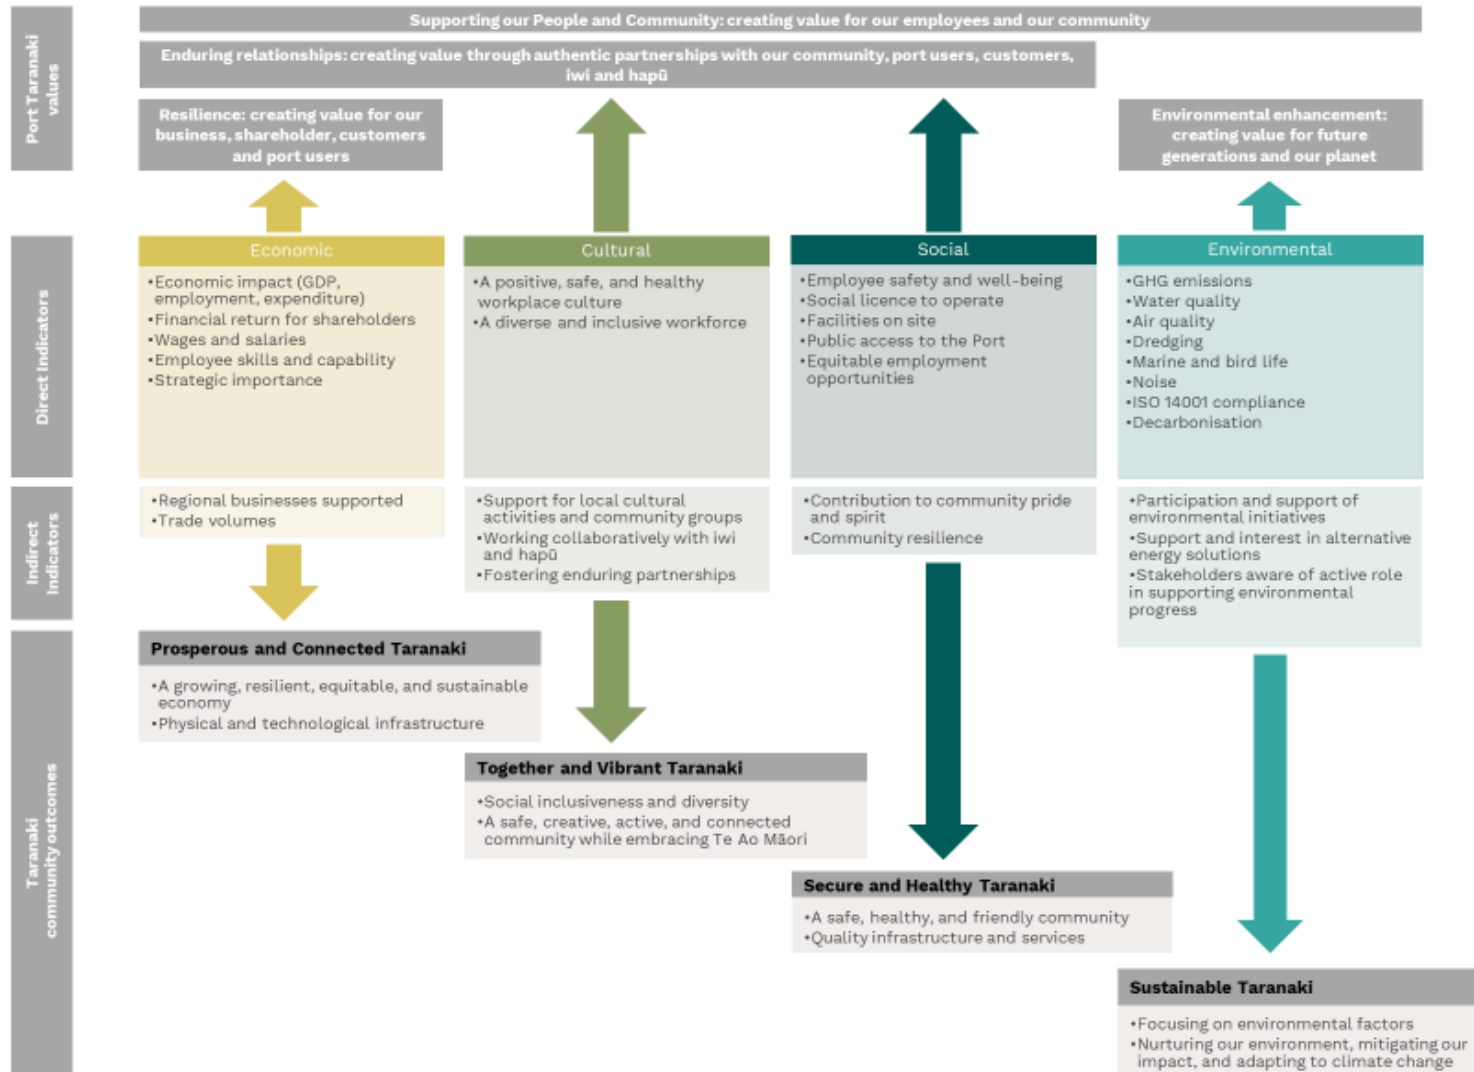 Port Taranaki
values
Supporting our People and Community: creating value for our employees and our community
Enduring relationships: creating value through authentic partnerships with our community, port users, customers,
iwi and hapū
Resilience: creating value for our
business, shareholder, customers
and port users
Environmental enhancement:
creating value for future
generations and our planet
Direct Indicators
Economic
•Economic impact (GDP,
employment, expenditure)
•Financial return for shareholders
•Wages and salaries
•Employee skills and capability
•Strategic importance
Cultural
•A positive, safe, and healthy
workplace culture
•A diverse and inclusive workforce
Social
•Employee safety and well-being
•Social licence to operate
•Facilities on site
•Public access to the Port
•Equitable employment
opportunities
Environmental
•GHG emissions
•Water quality
•Air quality
•Dredging
•Marine and bird life
•Noise
•ISO 14001 compliance
•Decarbonisation
Indirect
Indicators
•Regional businesses supported
•Trade volumes
•Support for local cultural
activities and community groups
•Working collaboratively with iwi
and hapū
•Fostering enduring partnerships
•Contribution to community pride
and spirit
•Community resilience
•Participation and support of
environmental initiatives
•Support and interest in alternative
energy solutions
•Stakeholders aware of active role
in supporting environmental
progress
Taranaki
community outcomes
Prosperous and Connected Taranaki
•A growing, resilient, equitable, and sustainable
economy
•Physical and technological infrastructure
Together and Vibrant Taranaki
•Social inclusiveness and diversity
•A safe, creative, active, and connected
community while embracing Te Ao Māori
Secure and Healthy Taranaki
•A safe, healthy, and friendly community
•Quality infrastructure and services
Sustainable Taranaki
•Focusing on environmental factors
•Nurturing our environment, mitigating our
impact, and adapting to climate change